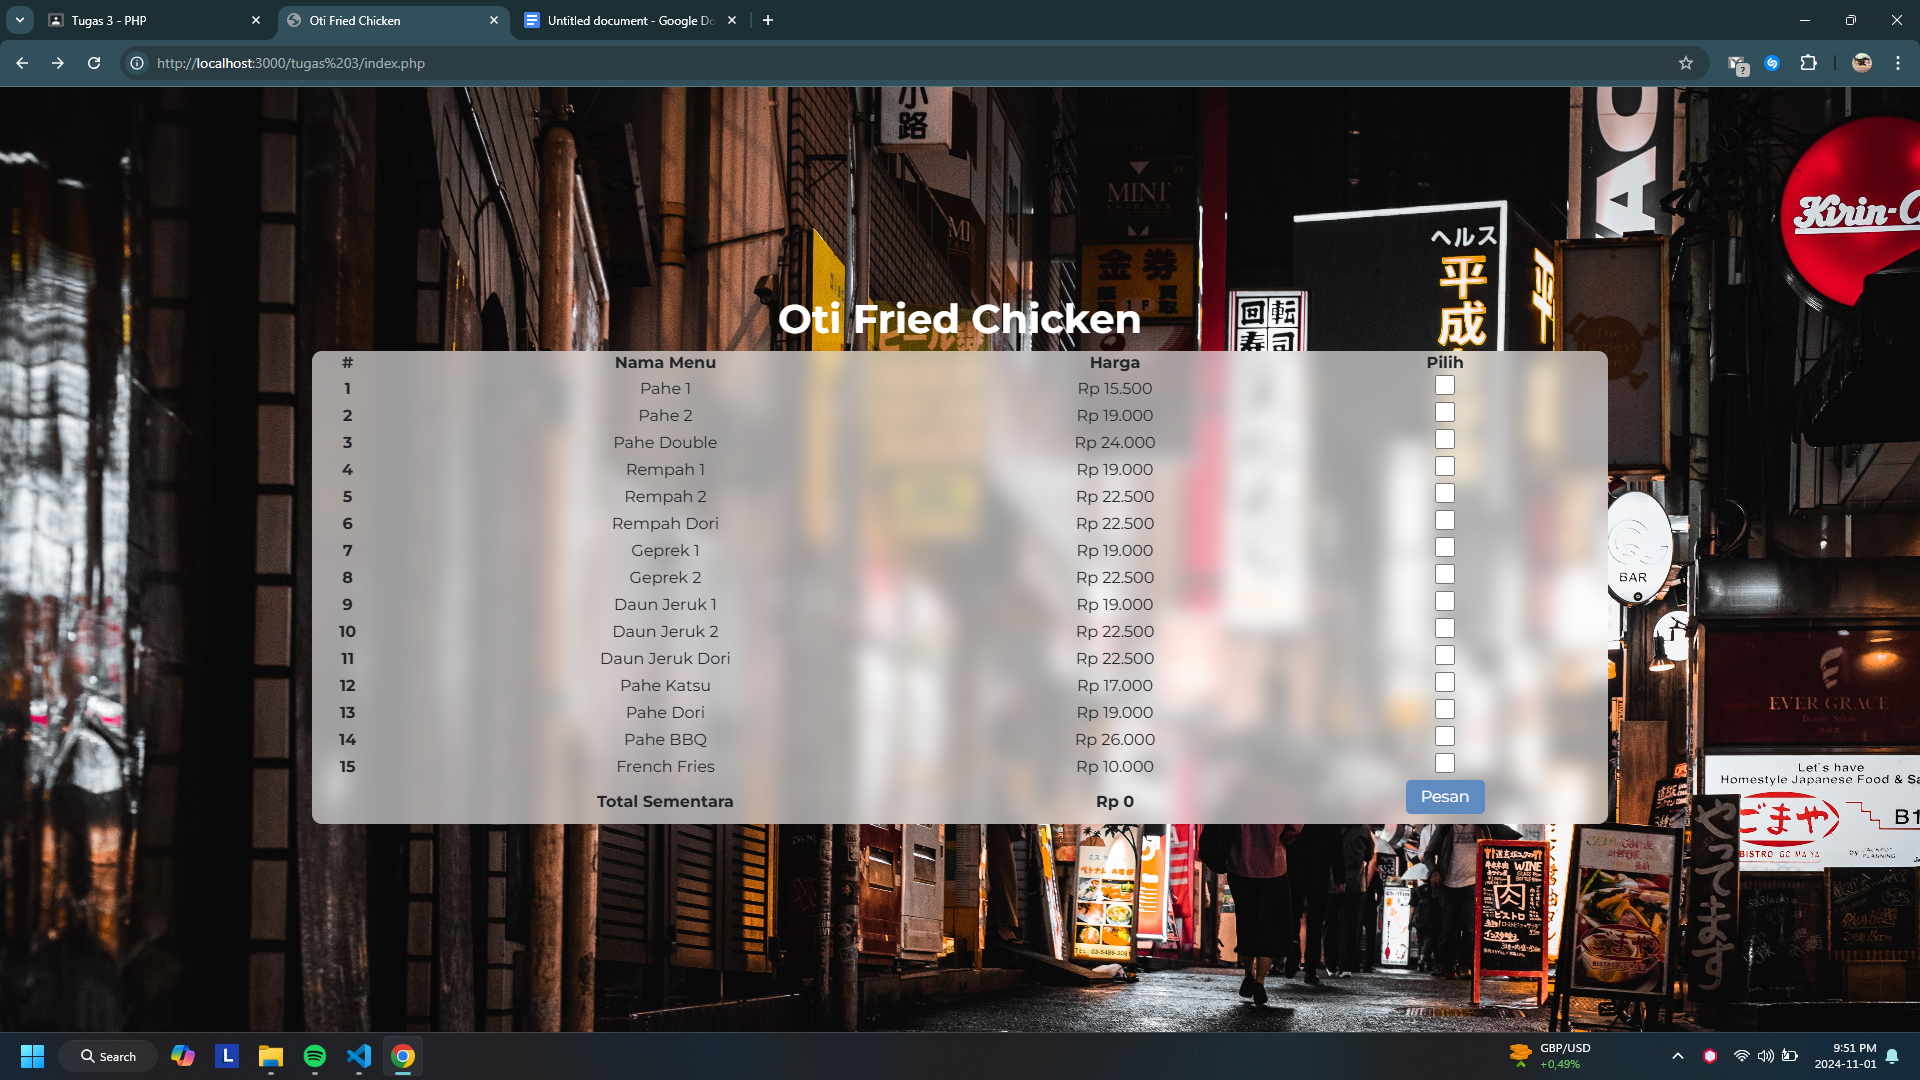 Tugas 3 - PHP
Oti Fried Chicken
Untitled document - Google Do
http://localhost:3000/tugas%203/index.php
小路
MINI
金券
1F
ヘルス
平成
回転
寿司
ビール
Kirin-C
Oti Fried Chicken
# Nama Menu Harga Pilih
1 Pahe 1 Rp 15.500
2 Pahe 2 Rp 19.000
3 Pahe Double Rp 24.000
4 Rempah 1 Rp 19.000
5 Rempah 2 Rp 22.500
6 Rempah Dori Rp 22.500
7 Geprek 1 Rp 19.000
8 Geprek 2 Rp 22.500
9 Daun Jeruk 1 Rp 19.000
10 Daun Jeruk 2 Rp 22.500
11 Daun Jeruk Dori Rp 22.500
12 Pahe Katsu Rp 17.000
13 Pahe Dori Rp 19.000
14 Pahe BBQ Rp 26.000
15 French Fries Rp 10.000
Total Sementara Rp 0 Pesan
BAR
EVER GRACE
Let's have
Homestyle Japanese Food & Sa
ごまや
B1
BISTRO GOMAYA
やってます
WINE
肉
Search
GBP/USD
+0,49%
9:51 PM
2024-11-01